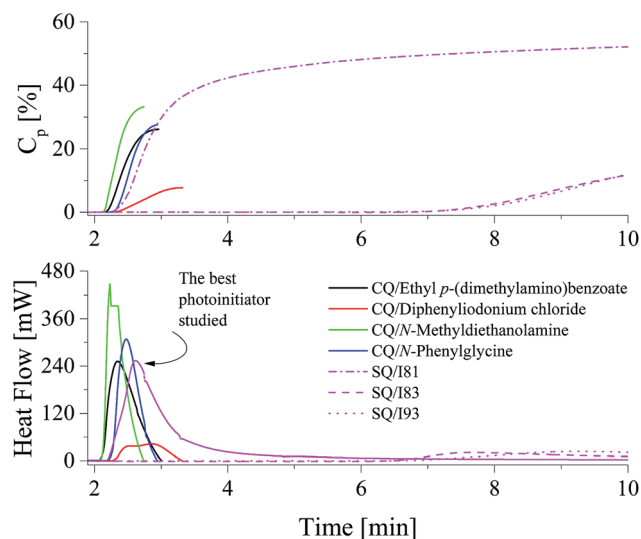 60
40
20
0
C_p [%]
2 4 6 8 10
The best
photoinitiator
studied
480
360
240
120
0
Heat Flow [mW]
CQ/Ethyl p-(dimethylamino)benzoate
CQ/Diphenyliodonium chloride
CQ/N-Methyldiethanolamine
CQ/N-Phenylglycine
SQ/I81
SQ/I83
SQ/I93
2 4 6 8 10
Time [min]